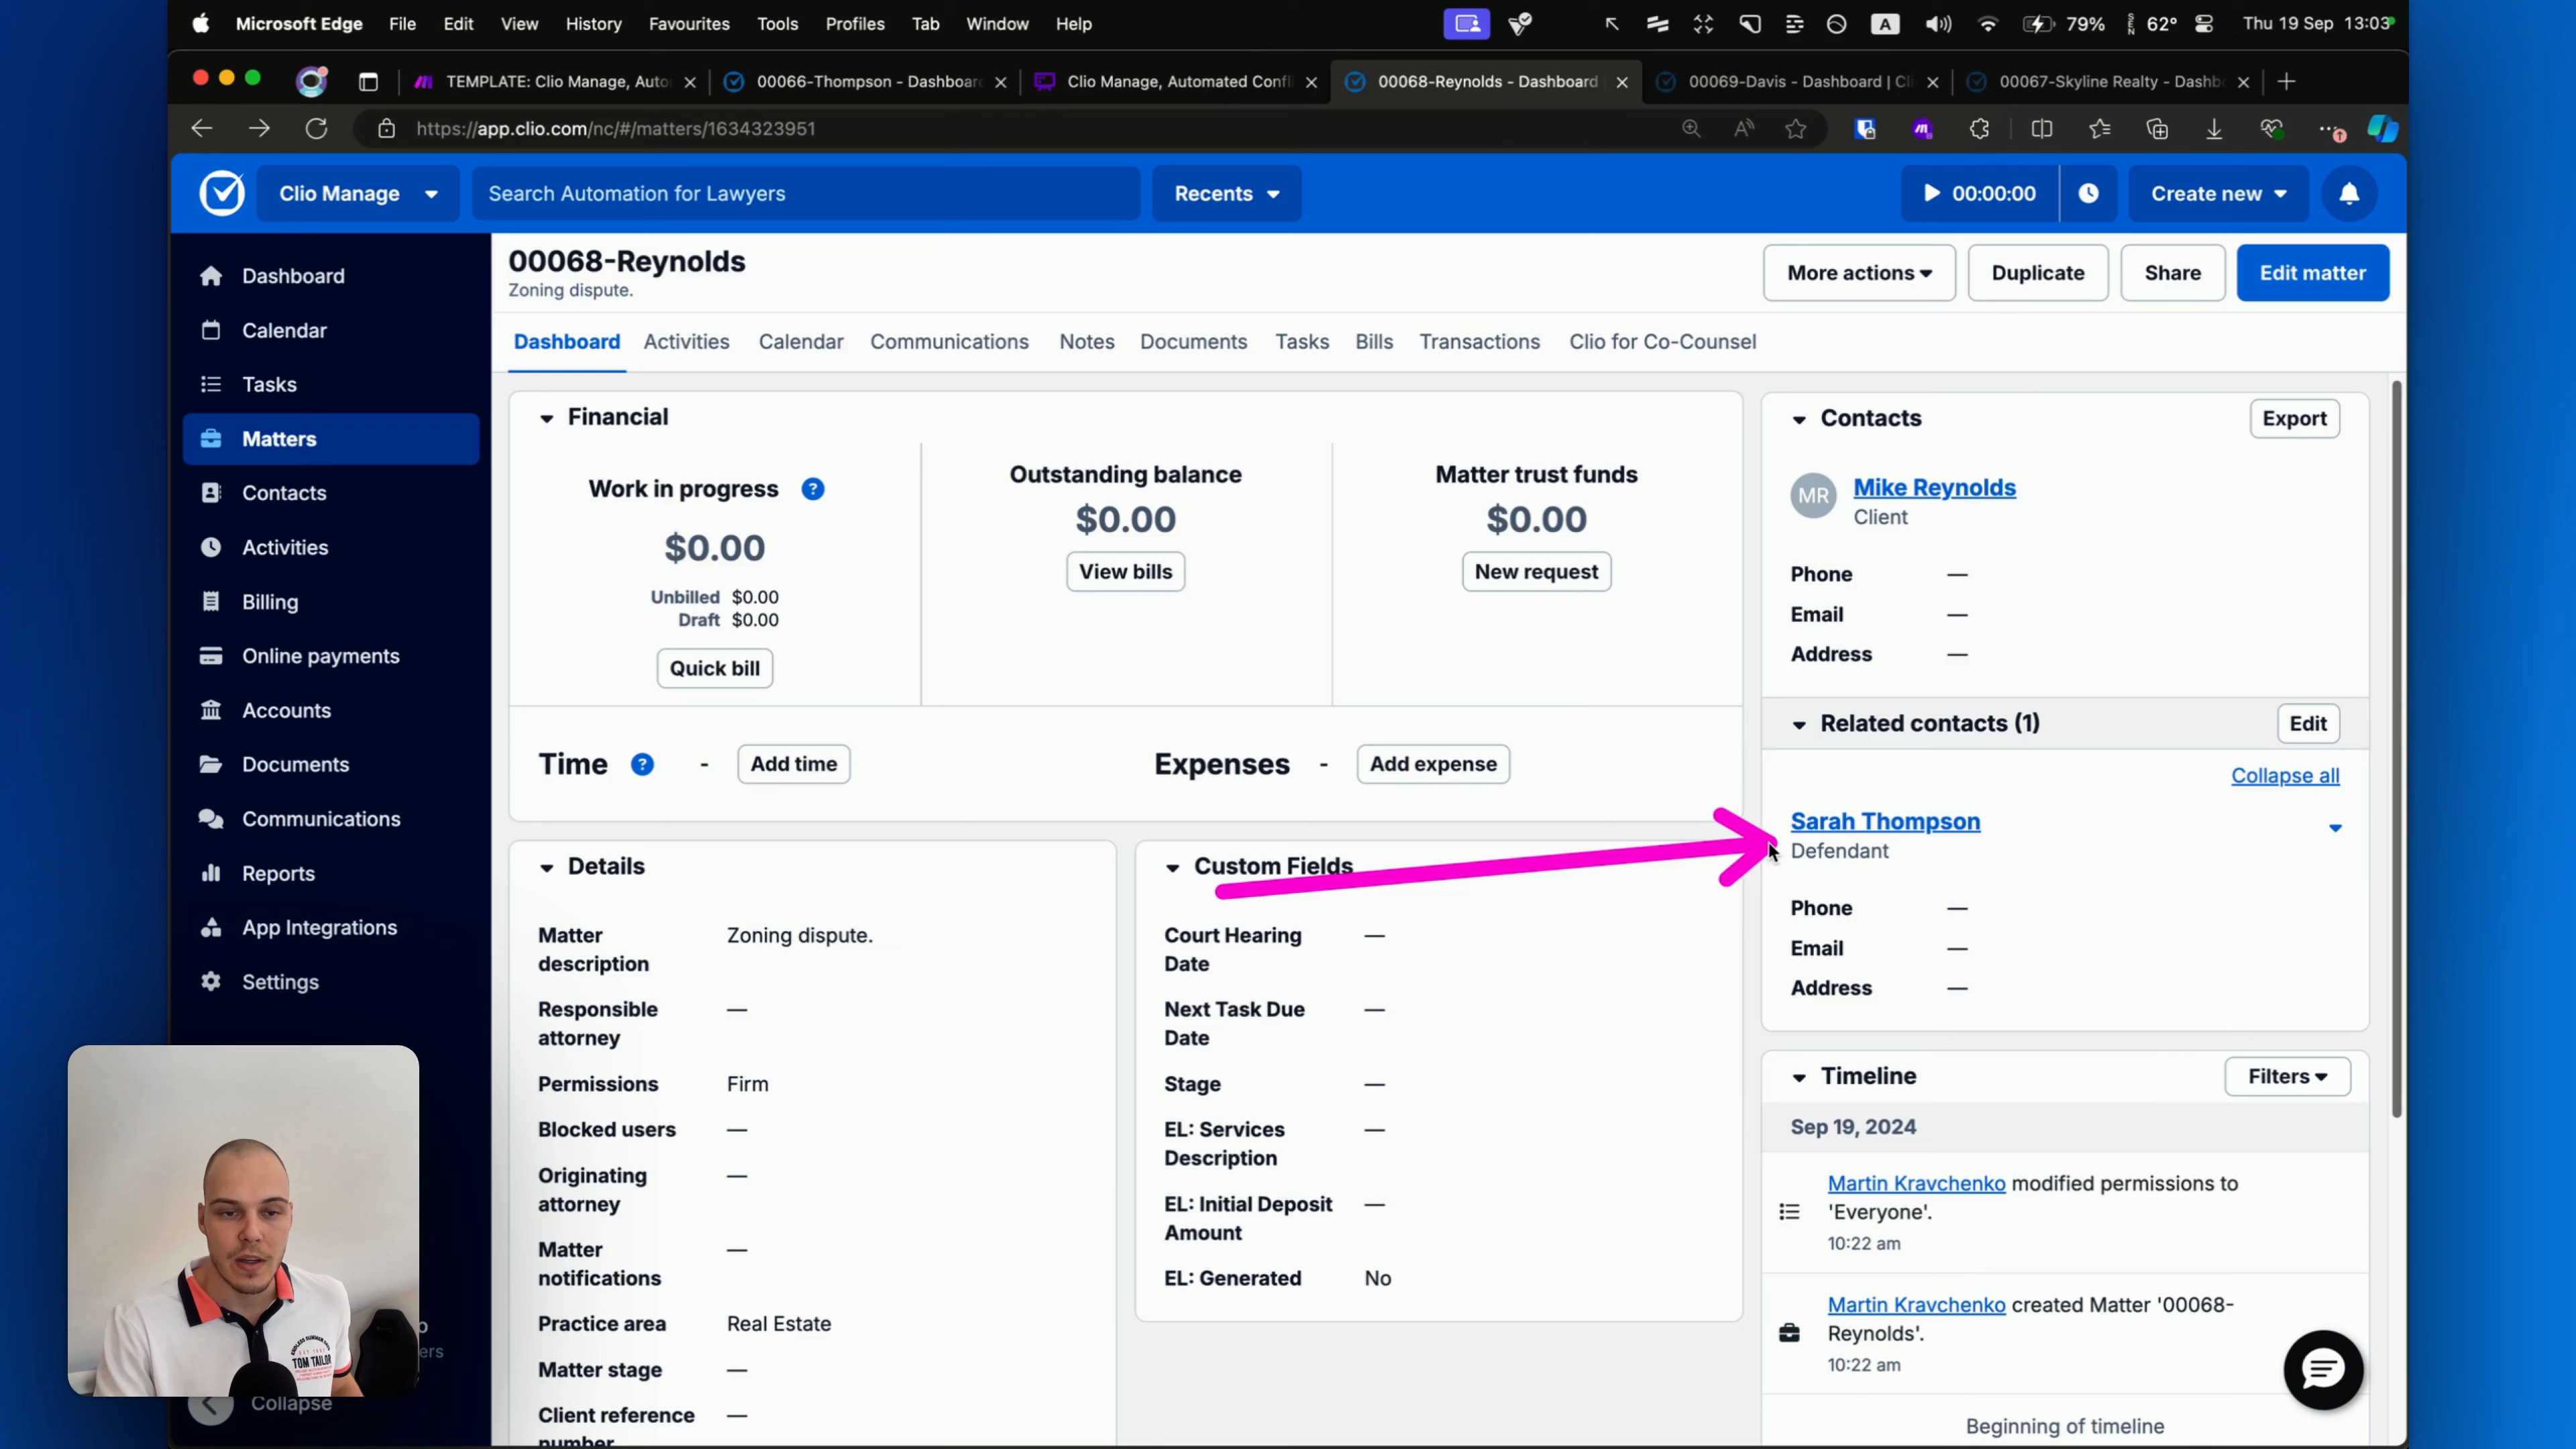 Microsoft Edge File Edit View History Favourites Tools Profiles Tab Window Help
A 79% SEN 62° Thu 19 Sep 13:03
TEMPLATE: Clio Manage, Auto
00066-Thompson - Dashboard
Clio Manage, Automated Confli
00068-Reynolds - Dashboard
00069-Davis - Dashboard | Cli
00067-Skyline Realty - Dashb
https://app.clio.com/nc/#/matters/1634323951
Clio Manage
Search Automation for Lawyers
Recents
00:00:00
Create new
Dashboard
Calendar
Tasks
Matters
Contacts
Activities
Billing
Online payments
Accounts
Documents
Communications
Reports
App Integrations
Settings
Collapse
00068-Reynolds
Zoning dispute.
More actions
Duplicate
Share
Edit matter
Dashboard Activities Calendar Communications Notes Documents Tasks Bills Transactions Clio for Co-Counsel
Financial
Work in progress ?
$0.00
Unbilled $0.00
Draft $0.00
Quick bill
Outstanding balance
$0.00
View bills
Matter trust funds
$0.00
New request
Time ? - Add time
Expenses - Add expense
Details
Matter description Zoning dispute.
Responsible attorney —
Permissions Firm
Blocked users —
Originating attorney —
Matter notifications —
Practice area Real Estate
Matter stage —
Client reference number —
Custom Fields
Court Hearing Date —
Next Task Due Date —
Stage —
EL: Services Description —
EL: Initial Deposit Amount —
EL: Generated No
Contacts
Export
MR
Mike Reynolds
Client
Phone —
Email —
Address —
Related contacts (1)
Edit
Collapse all
Sarah Thompson
Defendant
Phone —
Email —
Address —
Timeline
Filters
Sep 19, 2024
Martin Kravchenko modified permissions to
'Everyone'.
10:22 am
Martin Kravchenko created Matter '00068-
Reynolds'.
10:22 am
Beginning of timeline
TOM TAILOR